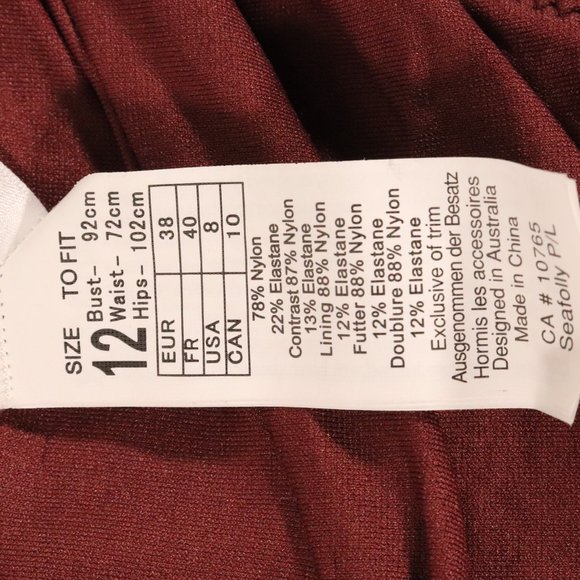 SIZE TO FIT
12 Bust- 92cm
Waist- 72cm
Hips- 102cm
EUR 38
FR 40
USA 8
CAN 10
78% Nylon
22% Elastane
Contrast 87% Nylon
13% Elastane
Lining 88% Nylon
12% Elastane
Futter 88% Nylon
12% Elastane
Doublure 88% Nylon
12% Elastane
Exclusive of trim
Ausgenommen der Besatz
Hormis les accessoires
Designed in Australia
Made in China
CA # 10765
Seafolly P/L